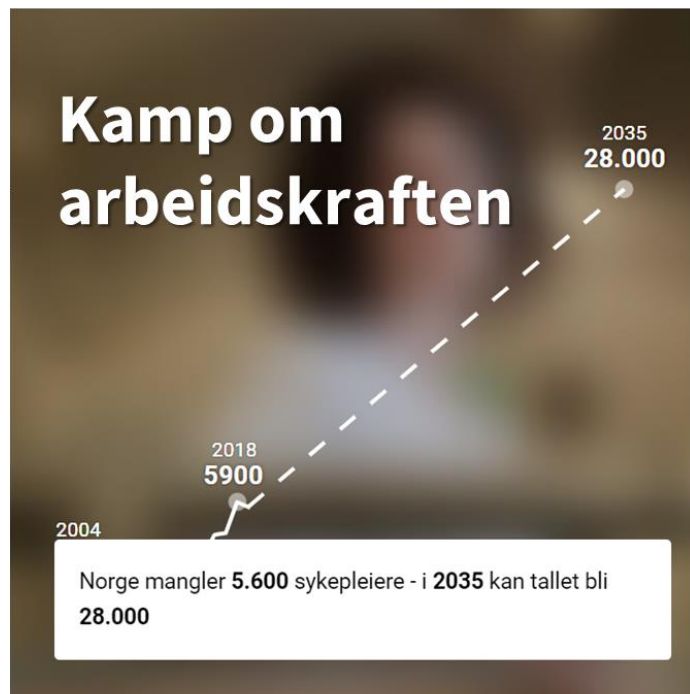 Kamp om
arbeidskraften
2035
28.000
2018
5900
2004
Norge mangler 5.600 sykepleiere - i 2035 kan tallet bli
28.000